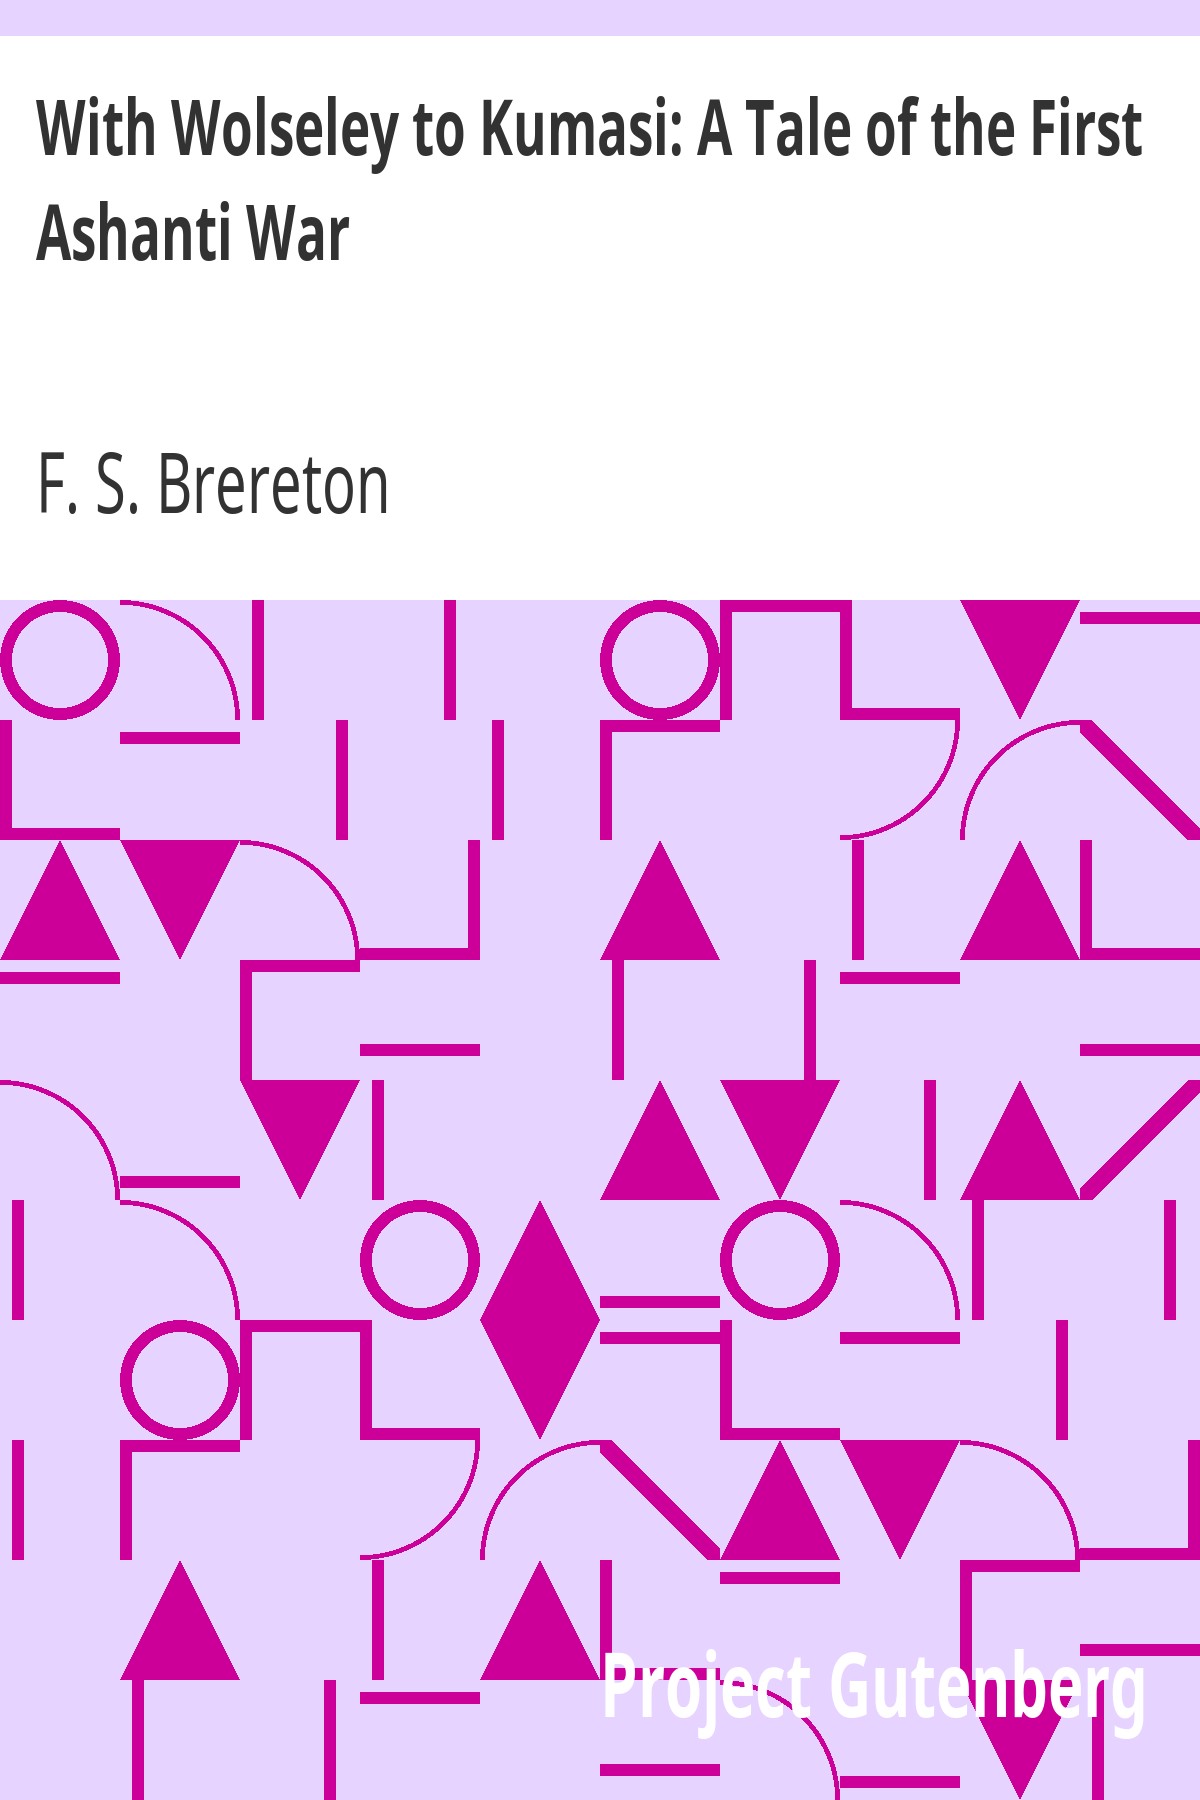 With Wolseley to Kumasi: A Tale of the First
Ashanti War
F. S. Brereton
Project Gutenberg